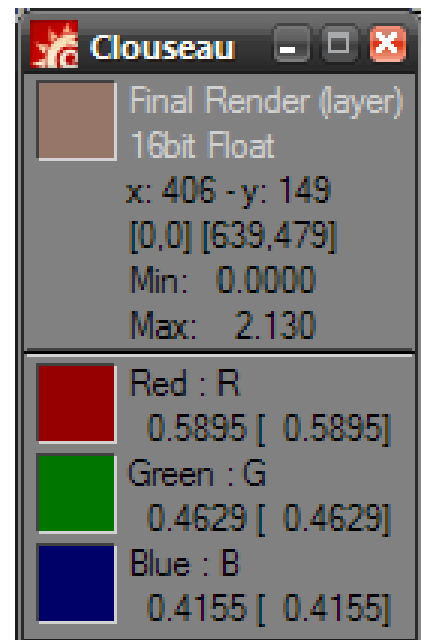 Clouseau
Final Render (layer)
16bit Float
x: 406 - y: 149
[0,0] [639,479]
Min: 0.0000
Max: 2.130
Red : R
0.5895 [ 0.5895]
Green : G
0.4629 [ 0.4629]
Blue : B
0.4155 [ 0.4155]